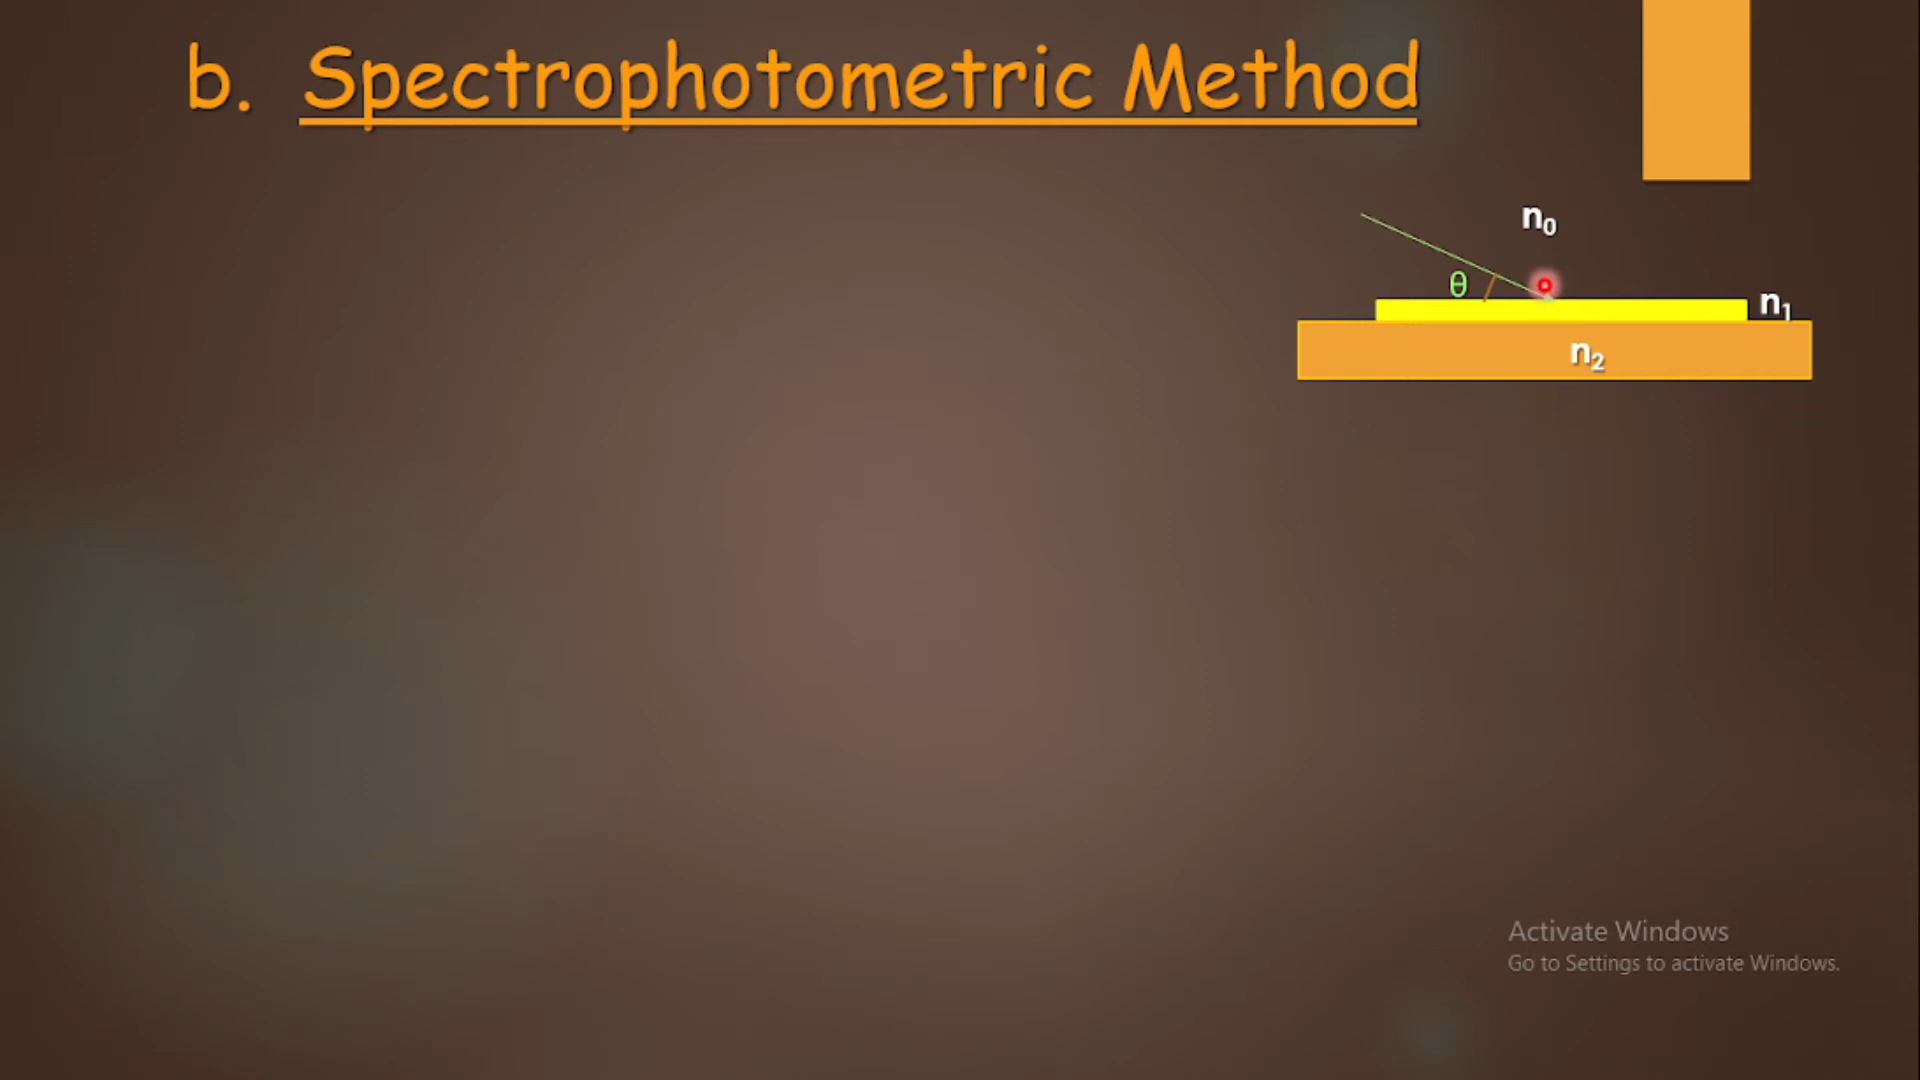 b. Spectrophotometric Method
n₀
θ
n₁
n₂
Activate Windows
Go to Settings to activate Windows.